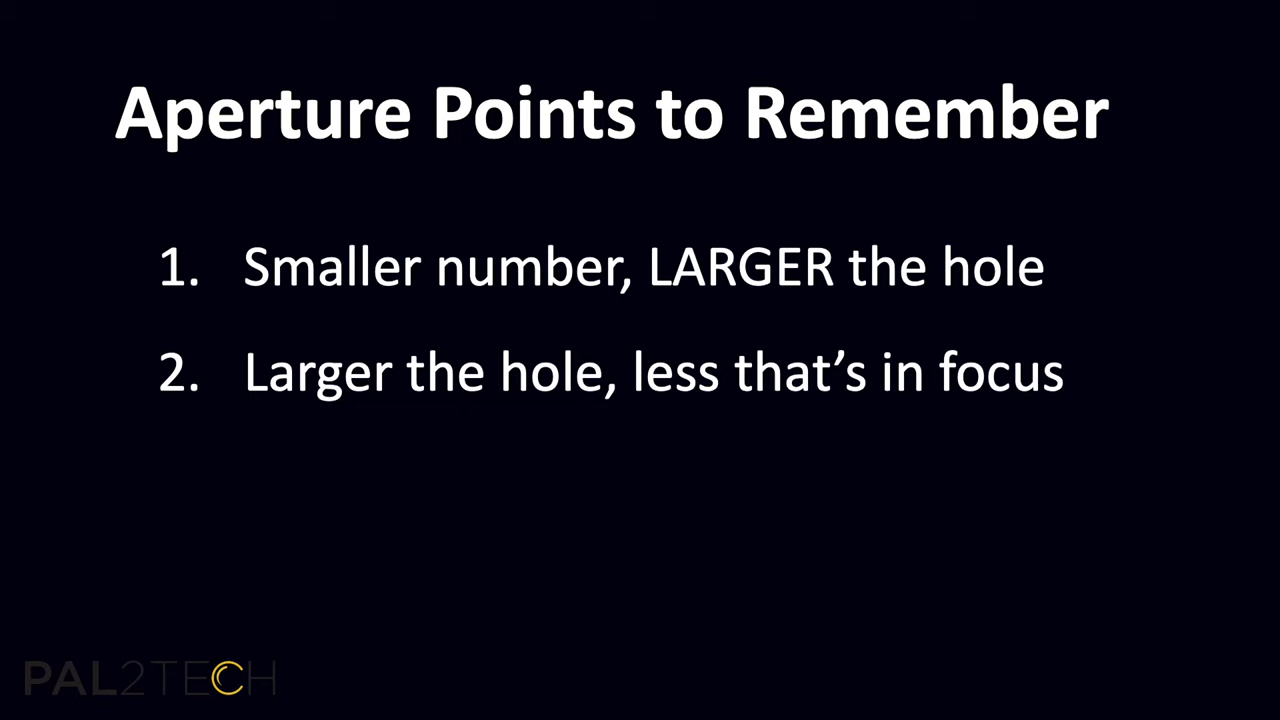 Aperture Points to Remember
1. Smaller number, LARGER the hole
2. Larger the hole, less that’s in focus
PAL2TECH